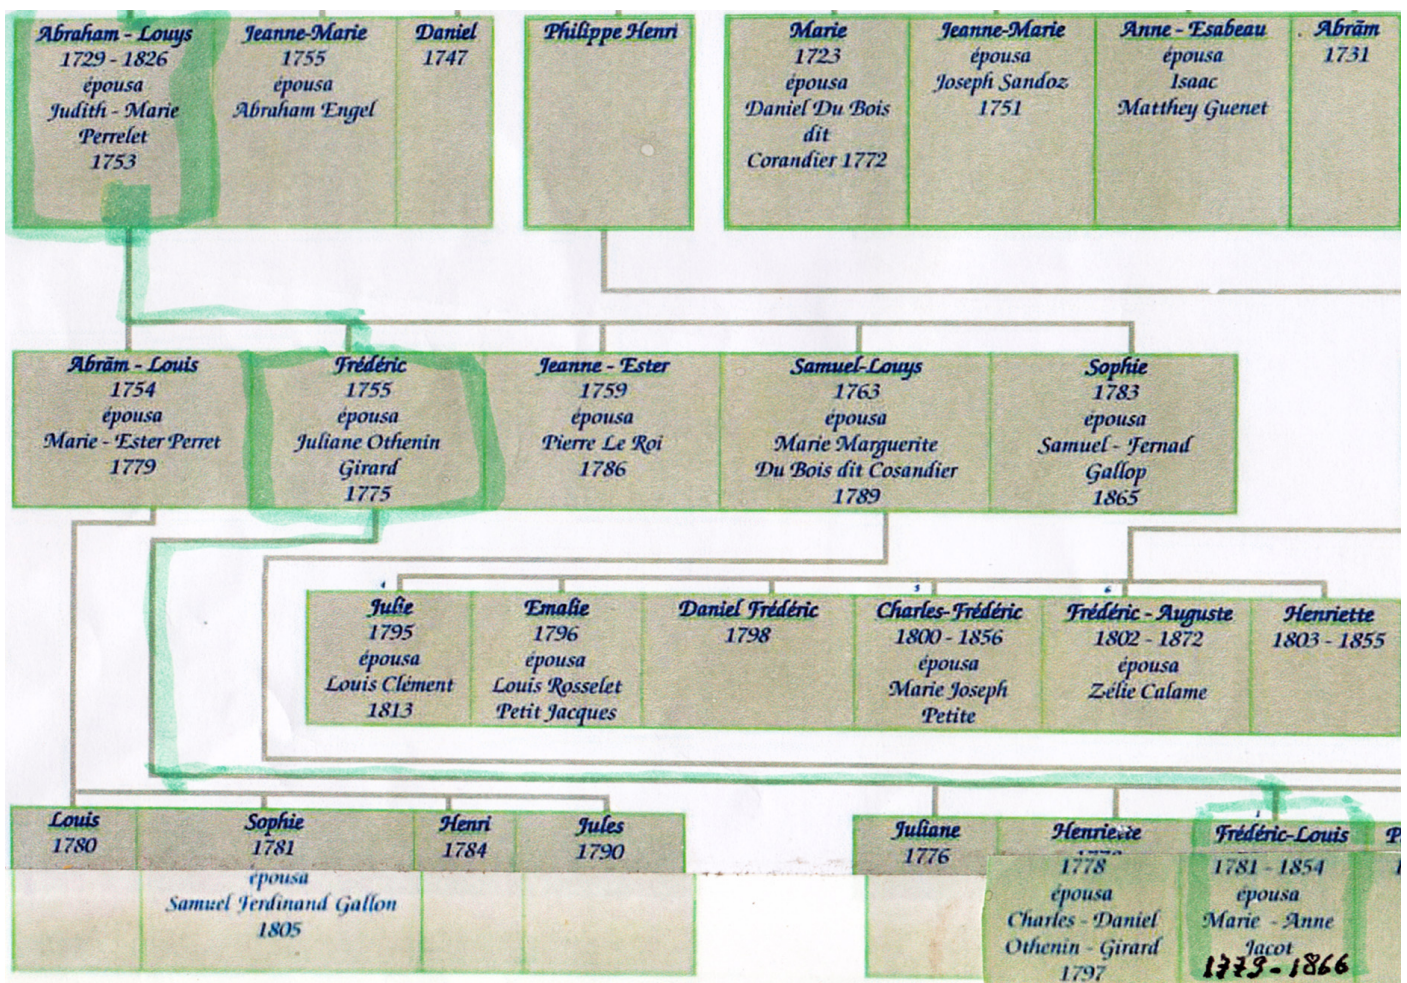 Abraham - Louys
1729 - 1826
épousa
Judith - Marie
Perrelet
1753
Jeanne-Marie
1755
épousa
Abraham Engel
Daniel
1747
Philippe Henri
Marie
1723
épousa
Daniel Du Bois
dit
Corandier 1772
Jeanne-Marie
épousa
Joseph Sandoz
1751
Anne - Esabeau
épousa
Isaac
Matthey Guenet
Abrãm
1731
Abrãm - Louis
1754
épousa
Marie - Ester Perret
1779
Frédéric
1755
épousa
Juliane Othenin
Girard
1775
Jeanne - Ester
1759
épousa
Pierre Le Roi
1786
Samuel-Louys
1763
épousa
Marie Marguerite
Du Bois dit Cosandier
1789
Sophie
1783
épousa
Samuel - Fernad
Gallop
1865
4
Julie
1795
épousa
Louis Clément
1813
Emalie
1796
épousa
Louis Rosselet
Petit Jacques
Daniel Frédéric
1798
5
Charles-Frédéric
1800 - 1856
épousa
Marie Joseph
Petite
6
Frédéric - Auguste
1802 - 1872
épousa
Zélie Calame
Henriette
1803 - 1855
Louis
1780
Sophie
1781
épousa
Samuel Ferdinand Gallon
1805
Henri
1784
Jules
1790
Juliane
1776
Henriette
1778
épousa
Charles - Daniel
Othenin - Girard
1797
1
Frédéric-Louis
1781 - 1854
épousa
Marie - Anne
Jacot
1779-1866
P
1